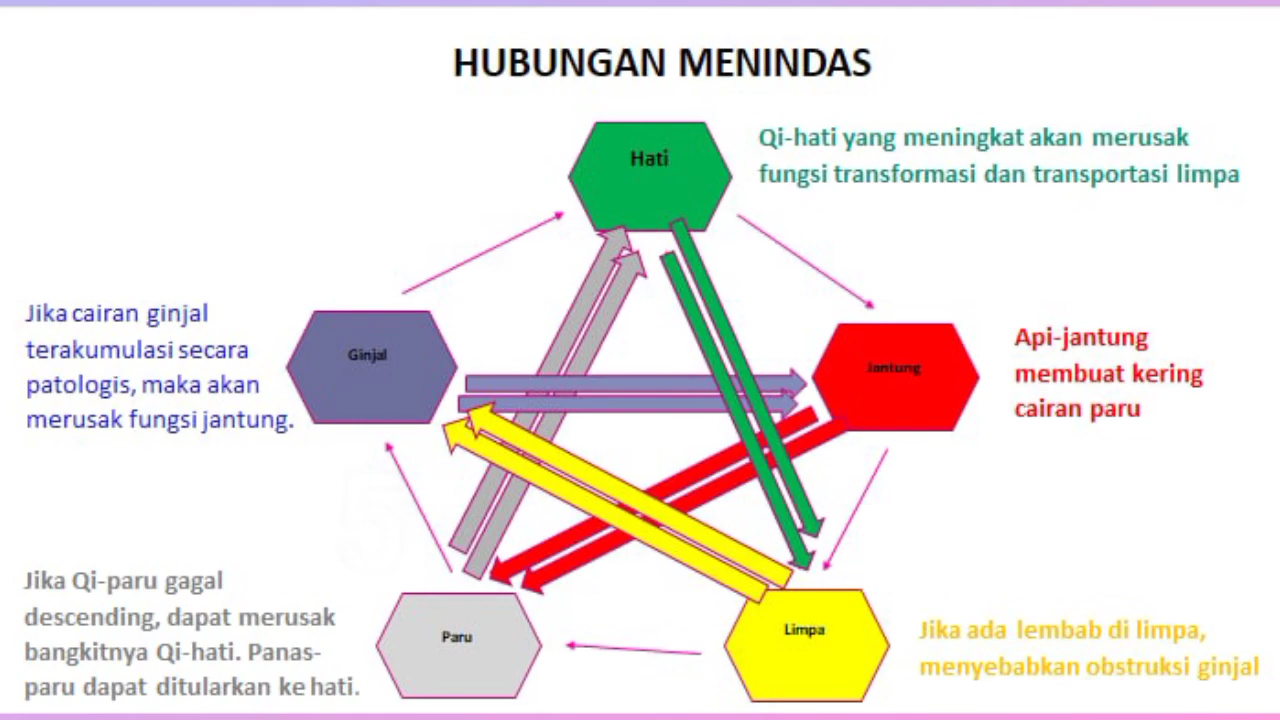 HUBUNGAN MENINDAS
Hati
Qi-hati yang meningkat akan merusak
fungsi transformasi dan transportasi limpa
Jika cairan ginjal
terakumulasi secara
patologis, maka akan
merusak fungsi jantung.
Ginjal
Jantung
Api-jantung
membuat kering
cairan paru
Jika Qi-paru gagal
descending, dapat merusak
bangkitnya Qi-hati. Panas-
paru dapat ditularkan ke hati.
Paru
Limpa
Jika ada lembab di limpa,
menyebabkan obstruksi ginjal